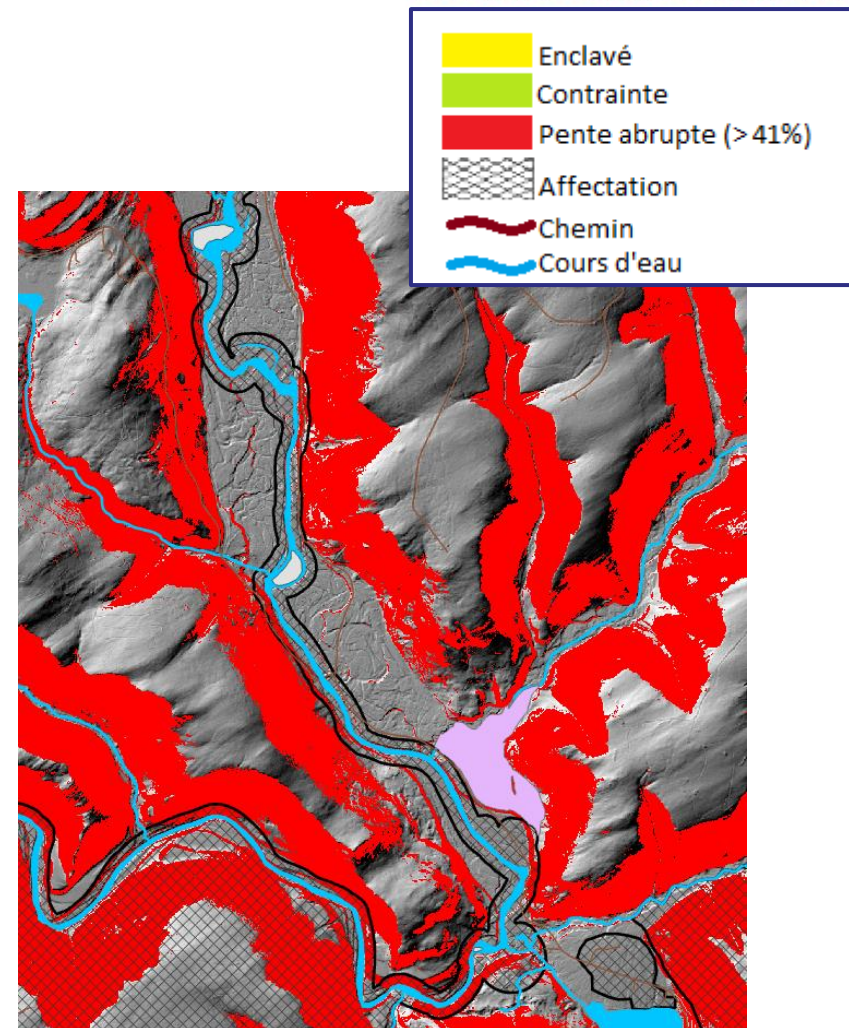 Enclavé
Contrainte
Pente abrupte (>41%)
Affectation
Chemin
Cours d'eau